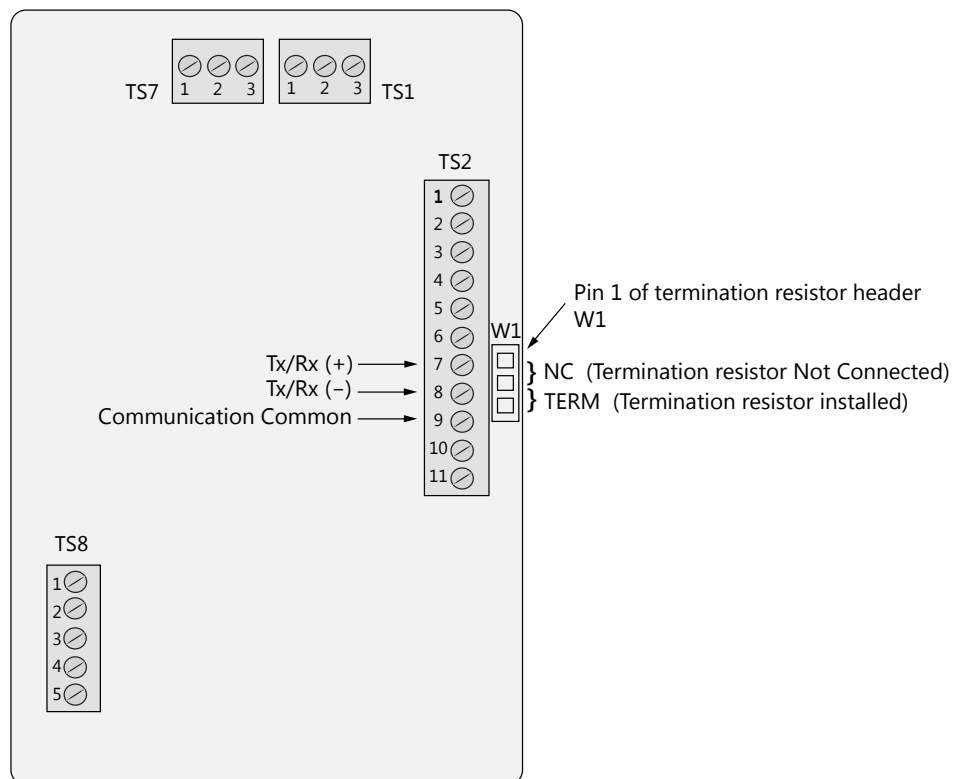 TS7
1 2 3
1 2 3
TS1
TS2
1
2
3
4
5
6
7
8
9
10
11
W1
Pin 1 of termination resistor header
W1
Tx/Rx (+)
Tx/Rx (−)
Communication Common
} NC (Termination resistor Not Connected)
} TERM (Termination resistor installed)
TS8
1
2
3
4
5